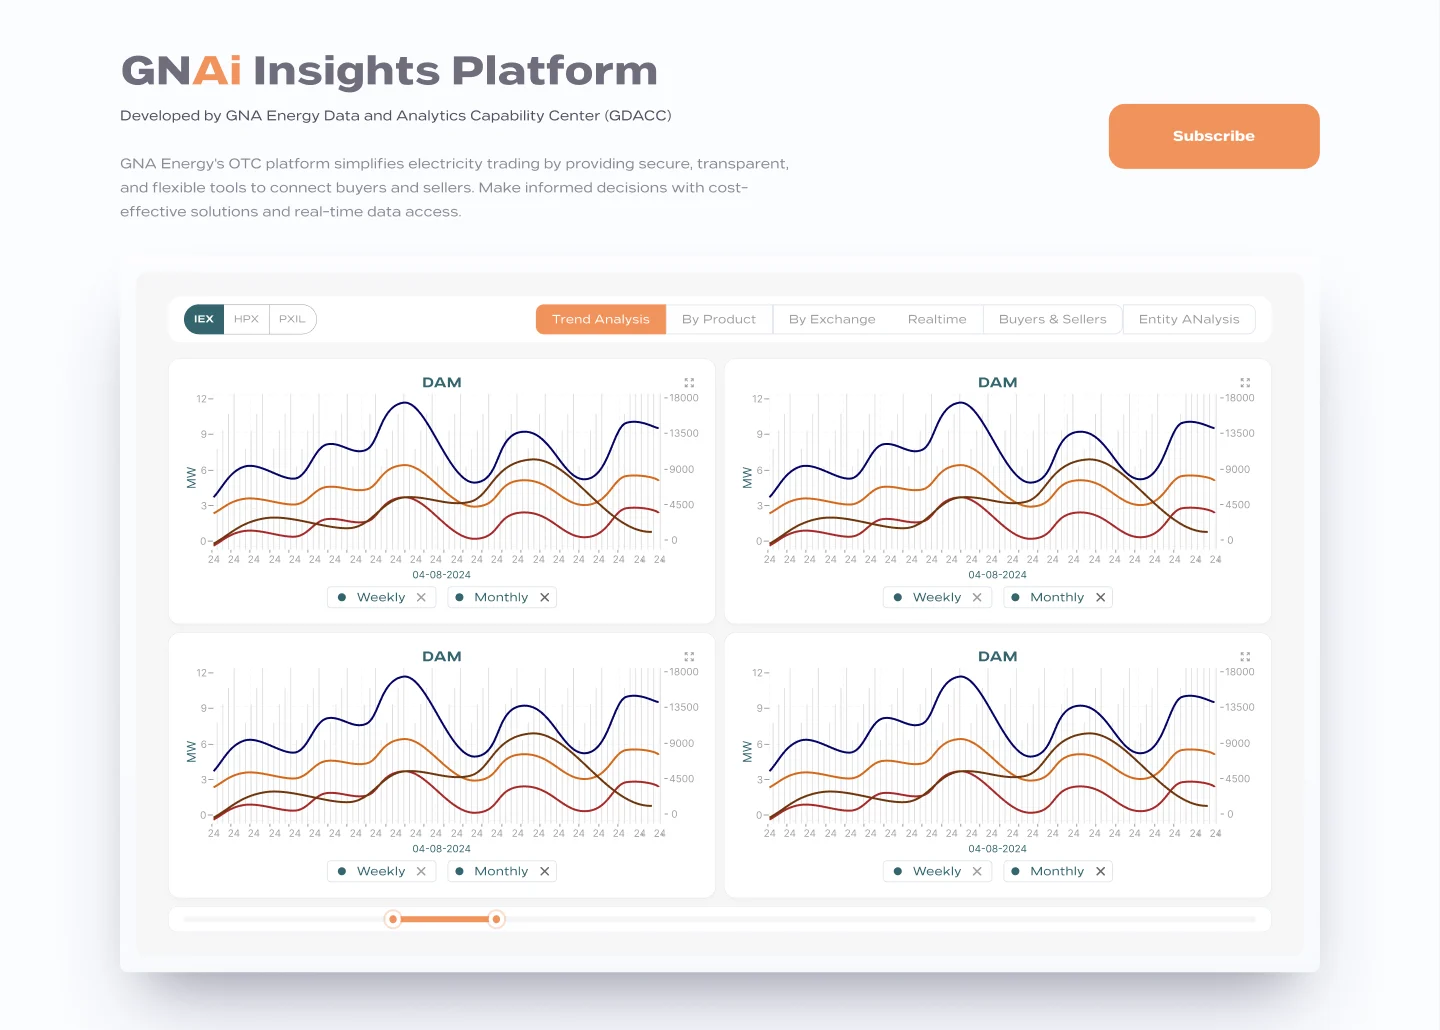 GNAi Insights Platform
Developed by GNA Energy Data and Analytics Capability Center (GDACC)
Subscribe
GNA Energy's OTC platform simplifies electricity trading by providing secure, transparent,
and flexible tools to connect buyers and sellers. Make informed decisions with cost-
effective solutions and real-time data access.
IEX HPX PXIL
Trend Analysis By Product By Exchange Realtime Buyers & Sellers Entity ANalysis
DAM
12
9
6
3
0
MW
18000
13500
9000
4500
0
24 24 24 24 24 24 24 24 24 24 24 24 24 24 24 24 24 24 24 24 24 24 24
04-08-2024
Weekly Monthly
DAM
12
9
6
3
0
MW
18000
13500
9000
4500
0
24 24 24 24 24 24 24 24 24 24 24 24 24 24 24 24 24 24 24 24 24 24 24
04-08-2024
Weekly Monthly
DAM
12
9
6
3
0
MW
18000
13500
9000
4500
0
24 24 24 24 24 24 24 24 24 24 24 24 24 24 24 24 24 24 24 24 24 24 24
04-08-2024
Weekly Monthly
DAM
12
9
6
3
0
MW
18000
13500
9000
4500
0
24 24 24 24 24 24 24 24 24 24 24 24 24 24 24 24 24 24 24 24 24 24 24
04-08-2024
Weekly Monthly